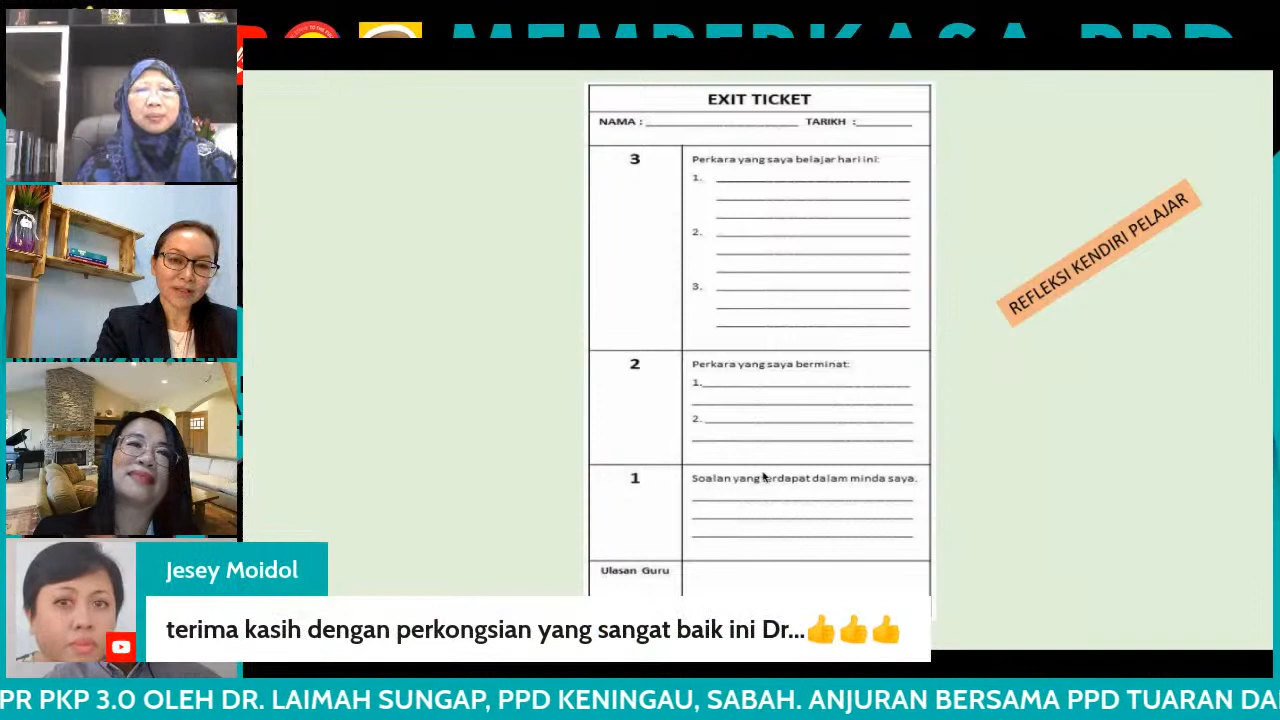 MEMPERKASA PPD
EXIT TICKET
NAMA : TARIKH :
3
Perkara yang saya belajar hari ini:
1.
2.
3.
2
Perkara yang saya berminat:
1.
2.
1
Soalan yang terdapat dalam minda saya.
Ulasan Guru
REFLEKSI KENDIRI PELAJAR
Jesey Moidol
terima kasih dengan perkongsian yang sangat baik ini Dr...👍👍👍
PR PKP 3.0 OLEH DR. LAIMAH SUNGAP, PPD KENINGAU, SABAH. ANJURAN BERSAMA PPD TUARAN DA